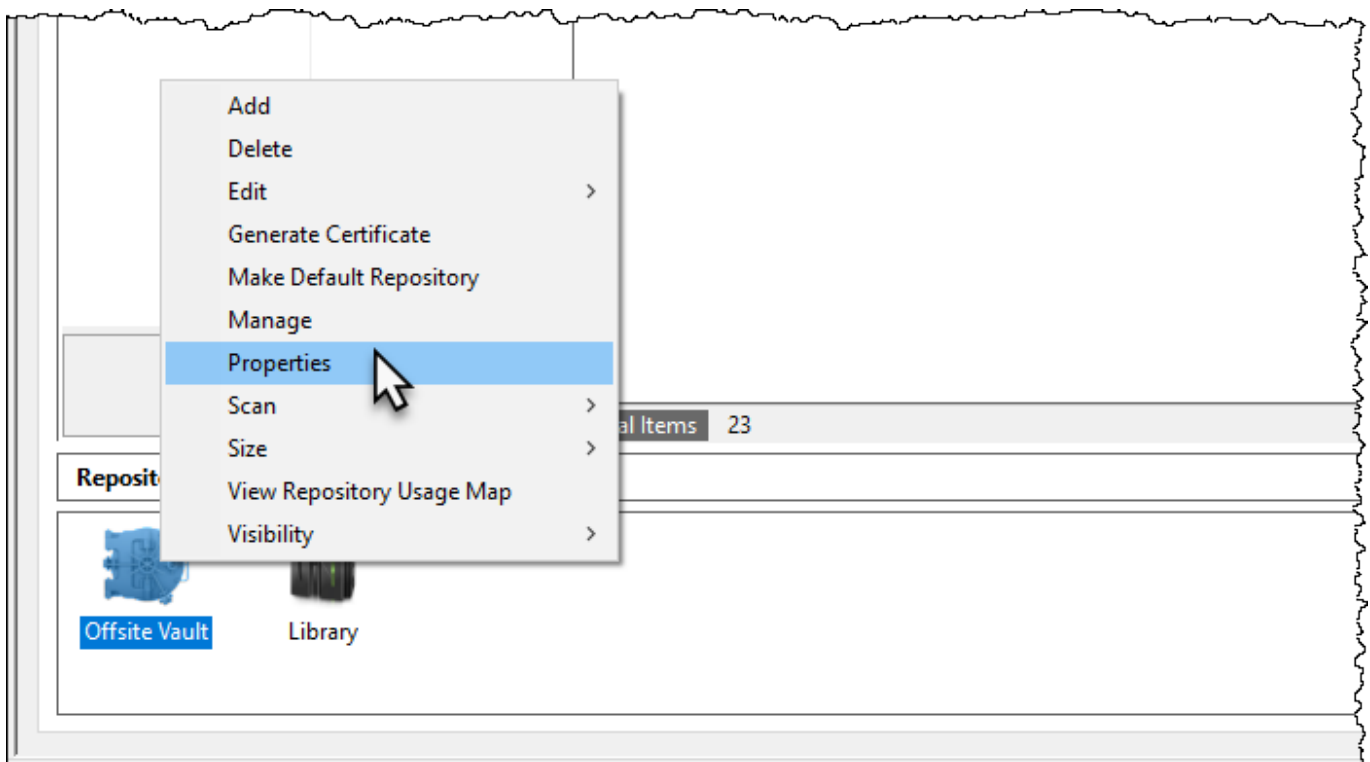 Add
Delete
Edit
Generate Certificate
Make Default Repository
Manage
Properties
Scan
al Items 23
Size
Reposit
View Repository Usage Map
Visibility
Offsite Vault
Library